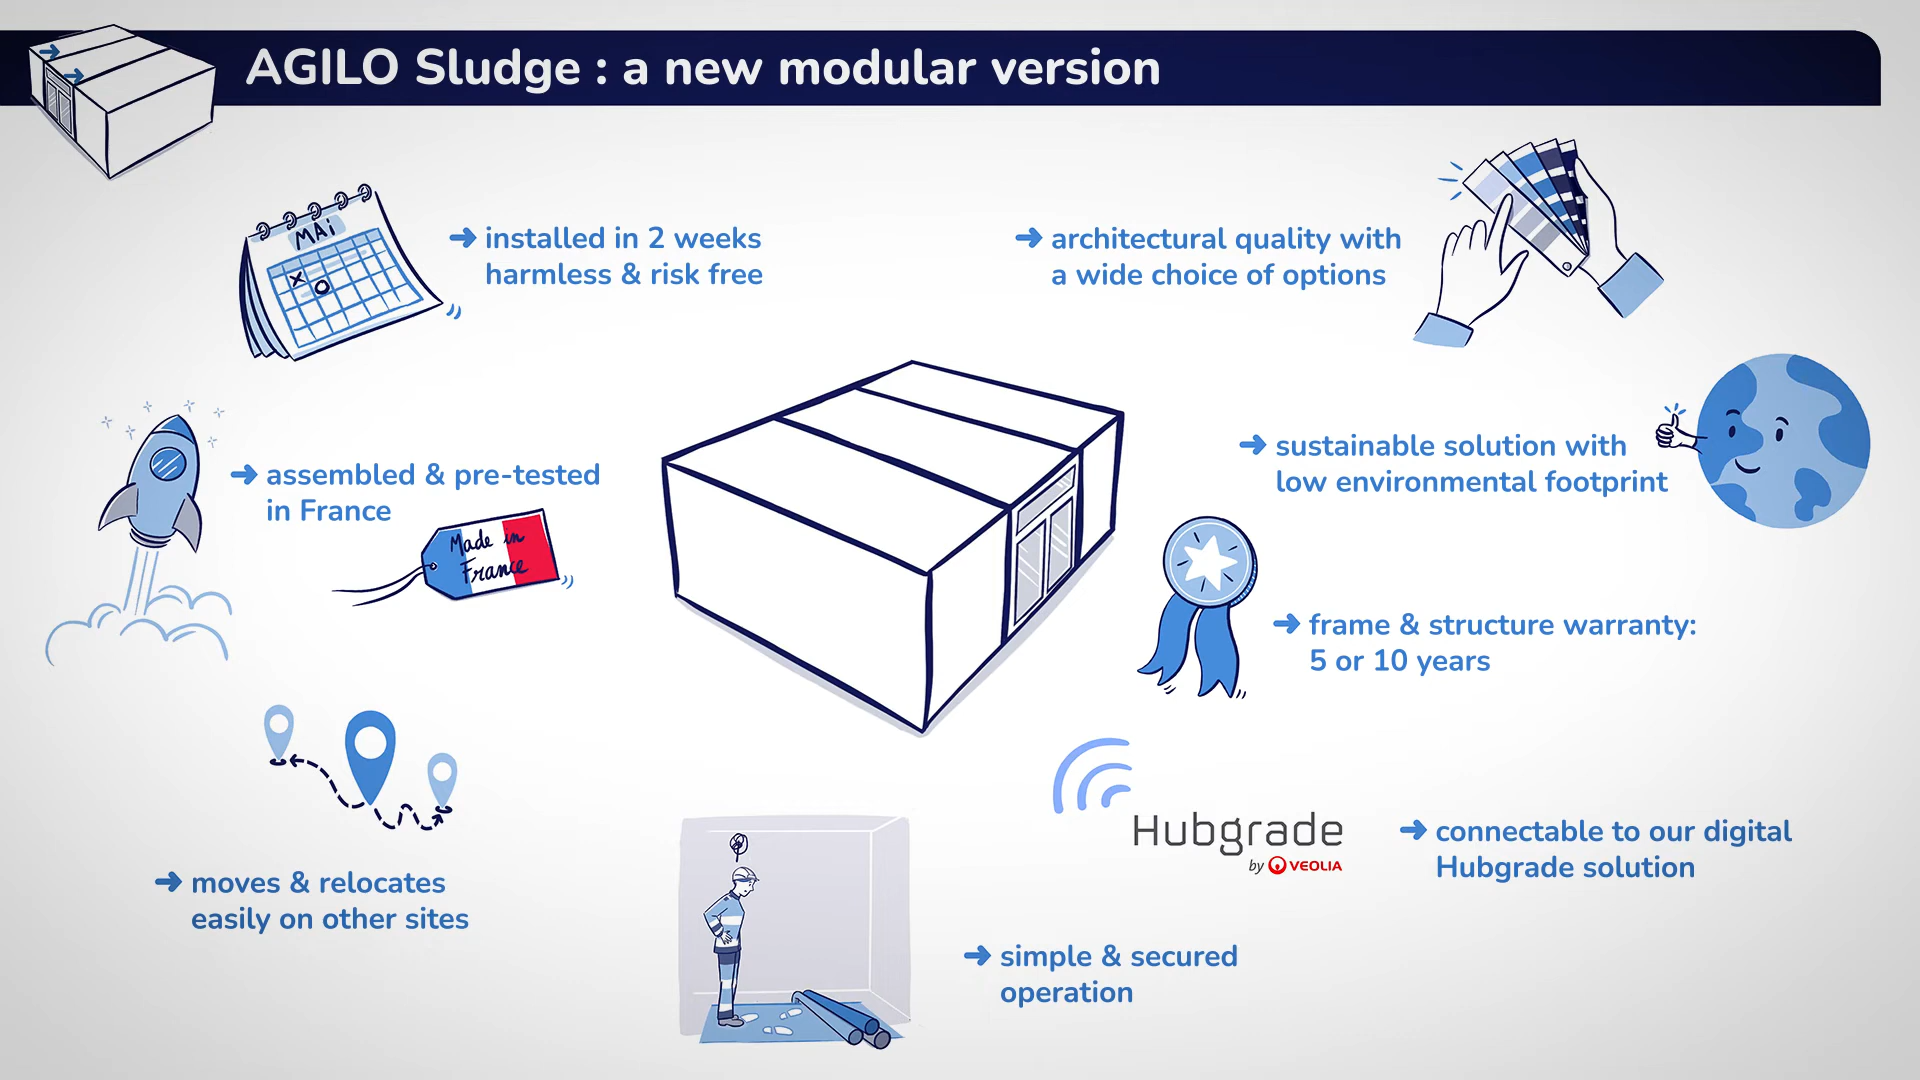 AGILO Sludge : a new modular version
MAi
➜ installed in 2 weeks
harmless & risk free
➜ architectural quality with
a wide choice of options
➜ assembled & pre-tested
in France
Made in
France
➜ sustainable solution with
low environmental footprint
➜ frame & structure warranty:
5 or 10 years
➜ moves & relocates
easily on other sites
Hubgrade
by VEOLIA
➜ connectable to our digital
Hubgrade solution
➜ simple & secured
operation